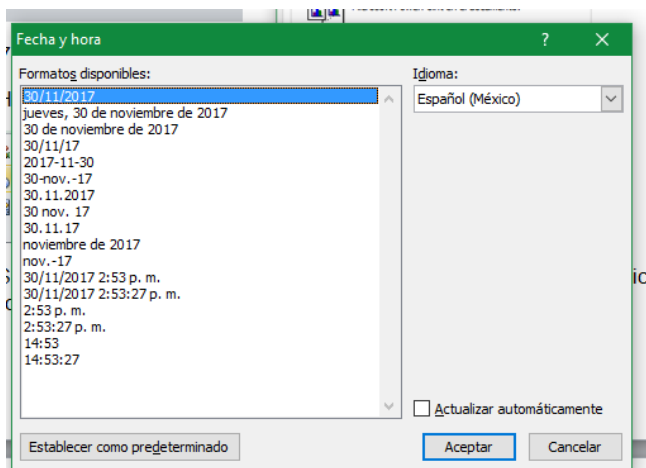 Fecha y hora
Formatos disponibles:
Idioma:
30/11/2017
Español (México)
jueves, 30 de noviembre de 2017
30 de noviembre de 2017
30/11/17
2017-11-30
30-nov.-17
30.11.2017
30 nov. 17
30.11.17
noviembre de 2017
nov.-17
30/11/2017 2:53 p. m.
30/11/2017 2:53:27 p. m.
2:53 p. m.
2:53:27 p. m.
14:53
14:53:27
Actualizar automáticamente
Establecer como predeterminado
Aceptar
Cancelar